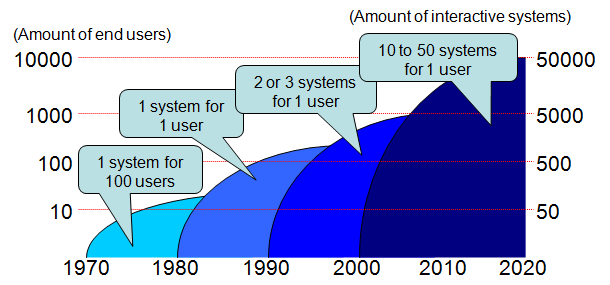 (Amount of interactive systems)
(Amount of end users)
10 to 50 systems
for 1 user
10000
50000
2 or 3 systems
for 1 user
1 system for
1 user
1000
5000
1 system for
100 users
100
500
10
50
1970 1980 1990 2000 2010 2020